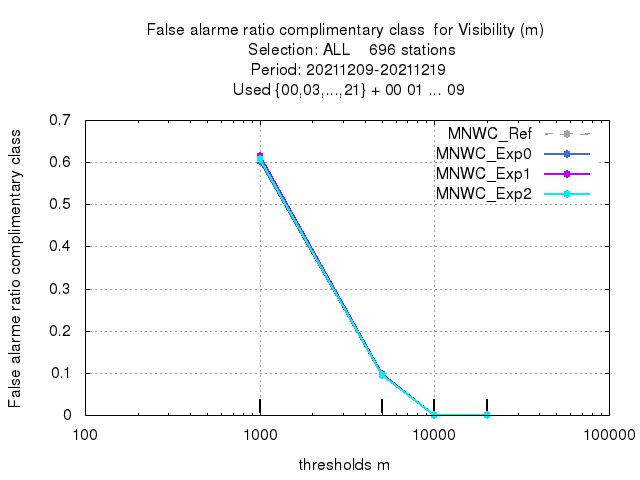 False alarme ratio complimentary class  for Visibility (m)
Selection: ALL    696 stations
Period: 20211209-20211219
Used {00,03,...,21} + 00 01 ... 09
False alarme ratio complimentary class
0.7
0.6
0.5
0.4
0.3
0.2
0.1
0
MNWC_Ref
MNWC_Exp0
MNWC_Exp1
MNWC_Exp2
100
1000
10000
100000
thresholds m